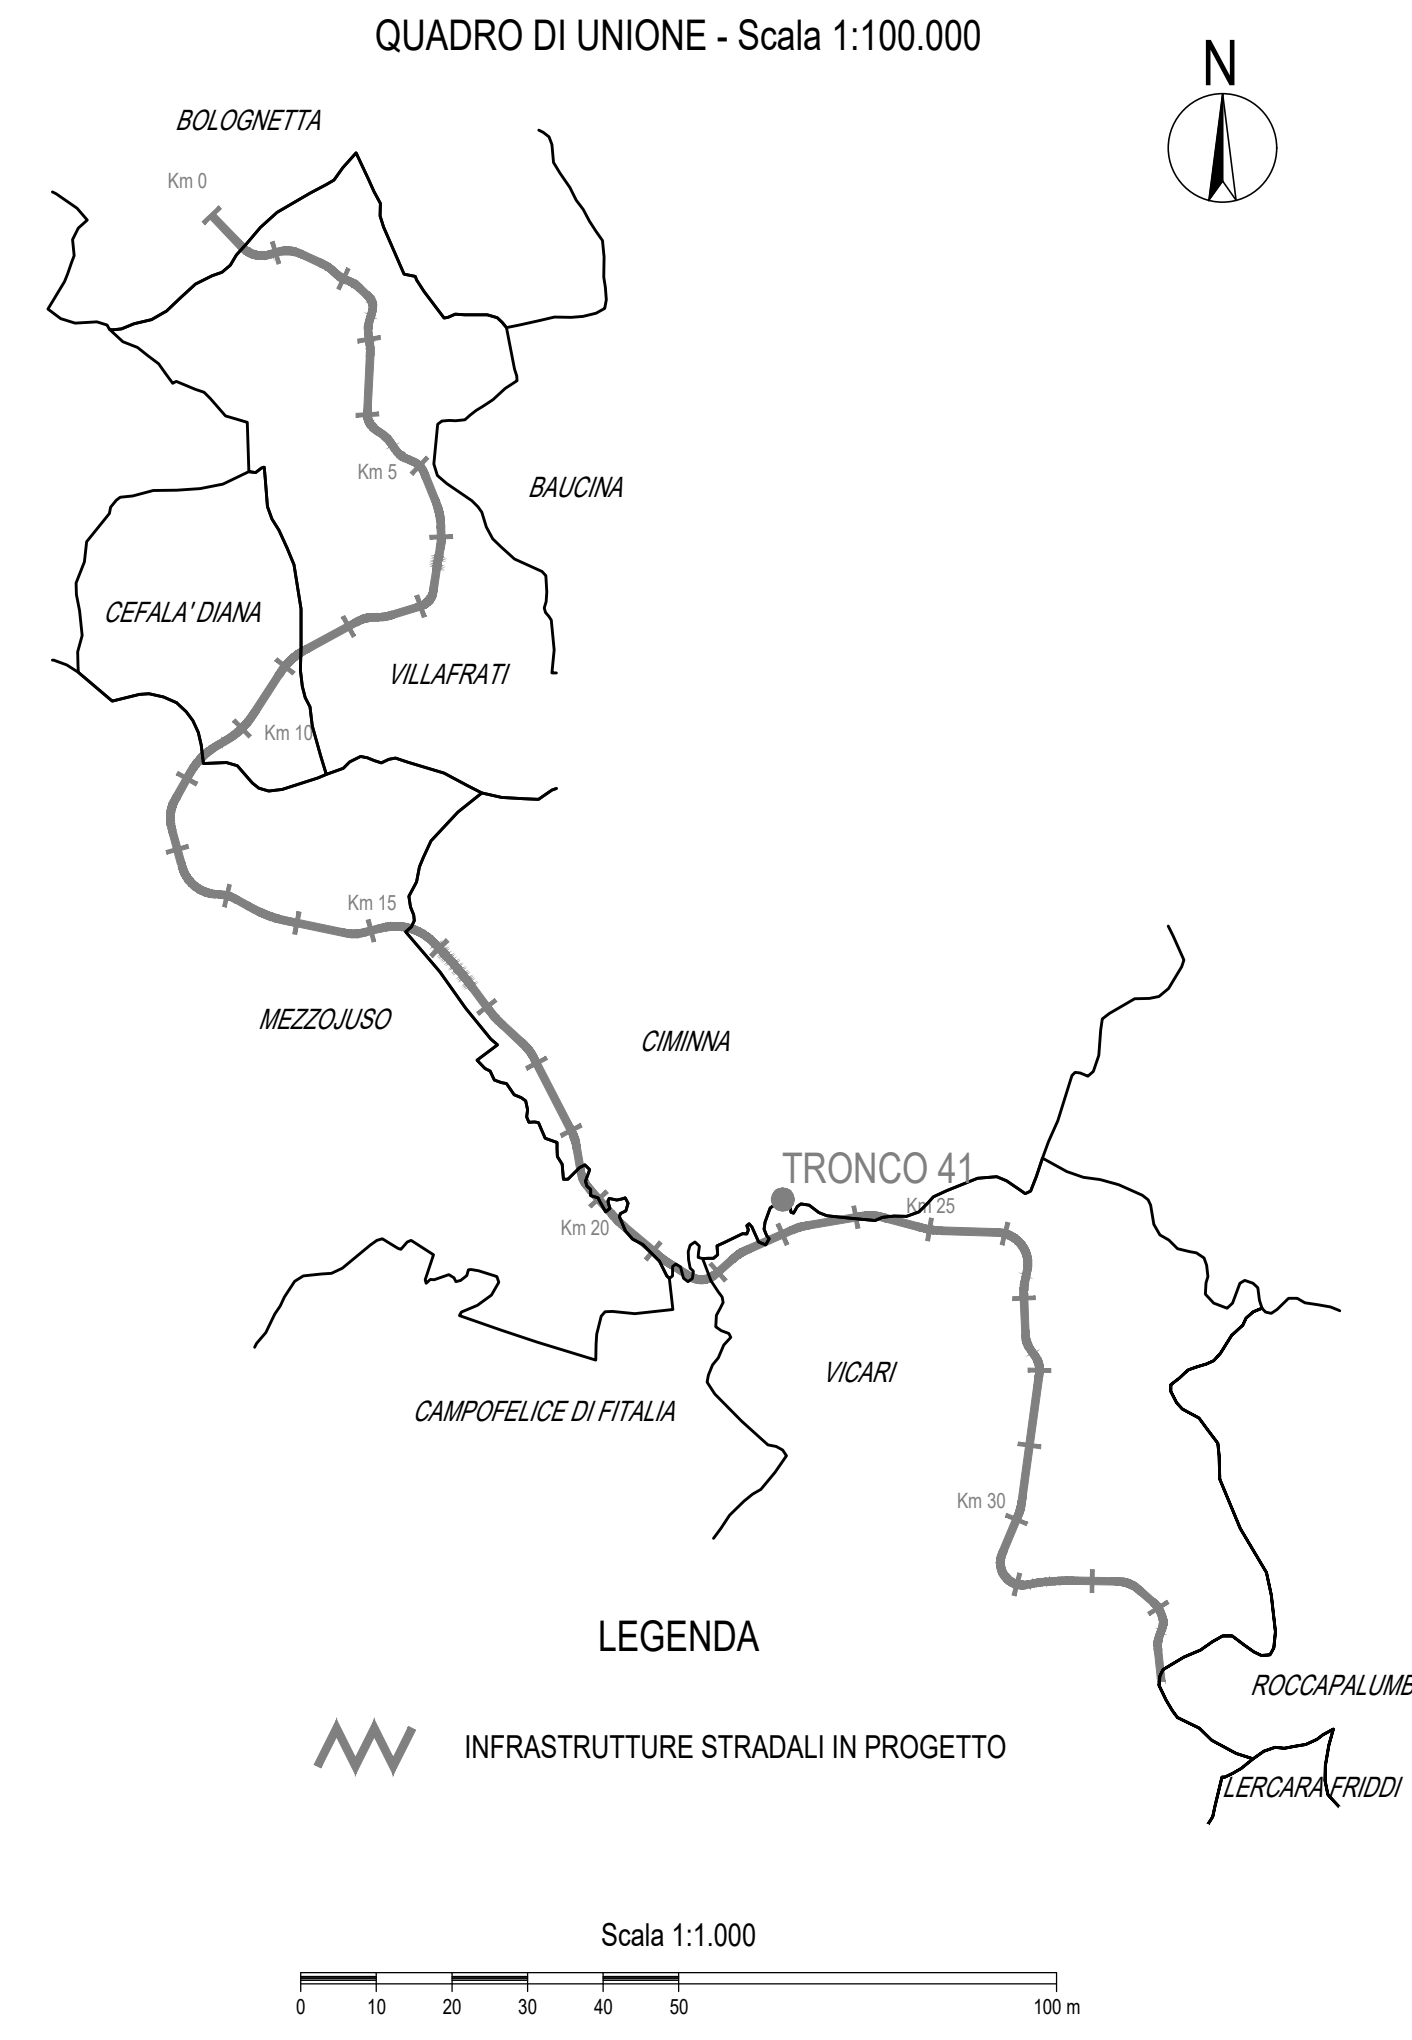 QUADRO DI UNIONE - Scala 1:100.000
N
BOLOGNETTA
Km 0
Km 5
BAUCINA
CEFALA' DIANA
VILLAFRATI
Km 10
Km 15
MEZZOJUSO
CIMINNA
TRONCO 41
Km 25
Km 20
VICARI
CAMPOFELICE DI FITALIA
Km 30
LEGENDA
ROCCAPALUMB
INFRASTRUTTURE STRADALI IN PROGETTO
LERCARA FRIDDI
Scala 1:1.000
0 10 20 30 40 50 100 m